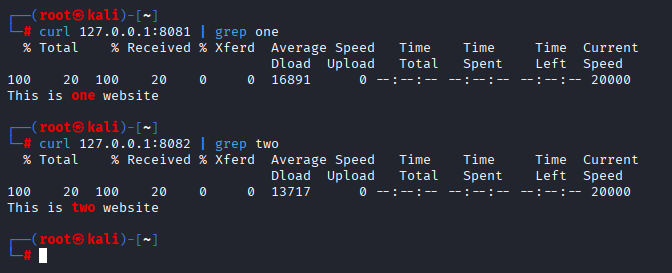 ┌──(root㉿kali)-[~]
└─# curl 127.0.0.1:8081 | grep one
  % Total    % Received % Xferd  Average Speed   Time    Time     Time  Current
                                 Dload  Upload   Total   Spent    Left  Speed
100    20  100    20    0     0  16891      0 --:--:-- --:--:-- --:--:-- 20000
This is one website
┌──(root㉿kali)-[~]
└─# curl 127.0.0.1:8082 | grep two
  % Total    % Received % Xferd  Average Speed   Time    Time     Time  Current
                                 Dload  Upload   Total   Spent    Left  Speed
100    20  100    20    0     0  13717      0 --:--:-- --:--:-- --:--:-- 20000
This is two website
┌──(root㉿kali)-[~]
└─#